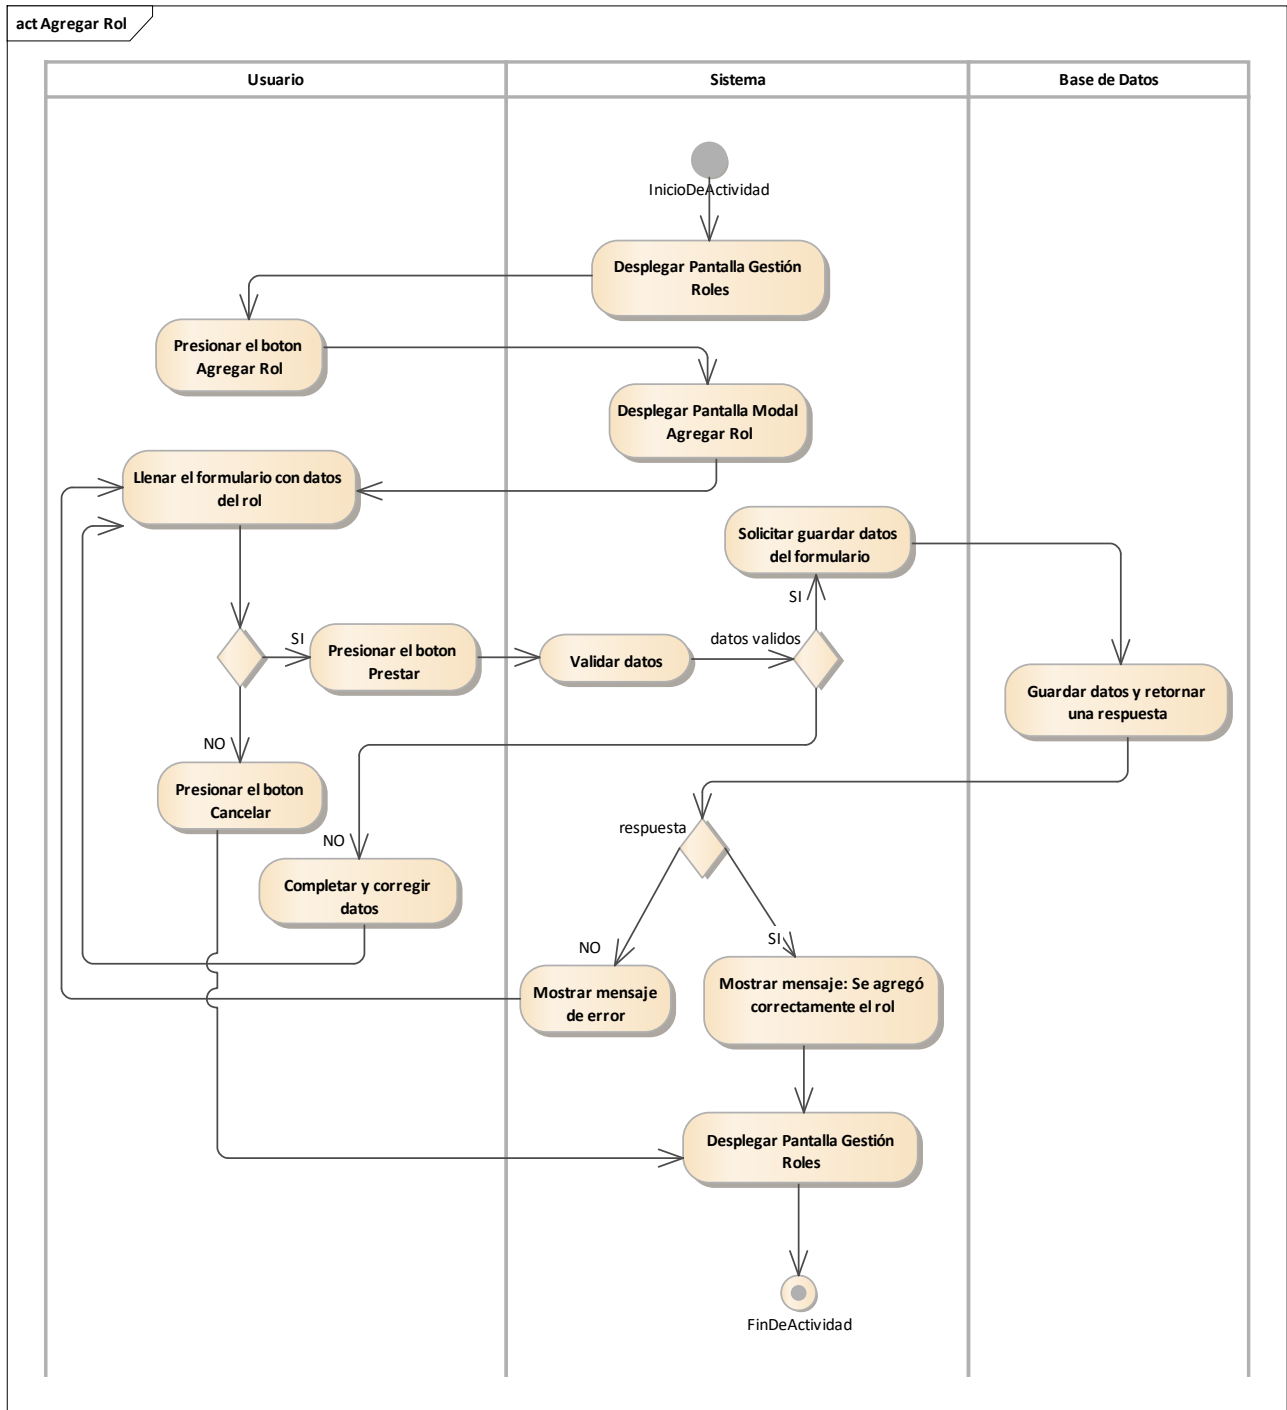 act Agregar Rol
Usuario
Sistema
Base de Datos
InicioDeActividad
Desplegar Pantalla Gestión
Roles
Presionar el boton
Agregar Rol
Desplegar Pantalla Modal
Agregar Rol
Llenar el formulario con datos
del rol
Solicitar guardar datos
del formulario
SI
SI
Presionar el boton
Prestar
Validar datos
datos validos
Guardar datos y retornar
una respuesta
NO
Presionar el boton
Cancelar
respuesta
NO
Completar y corregir
datos
NO
SI
Mostrar mensaje
de error
Mostrar mensaje: Se agregó
correctamente el rol
Desplegar Pantalla Gestión
Roles
FinDeActividad